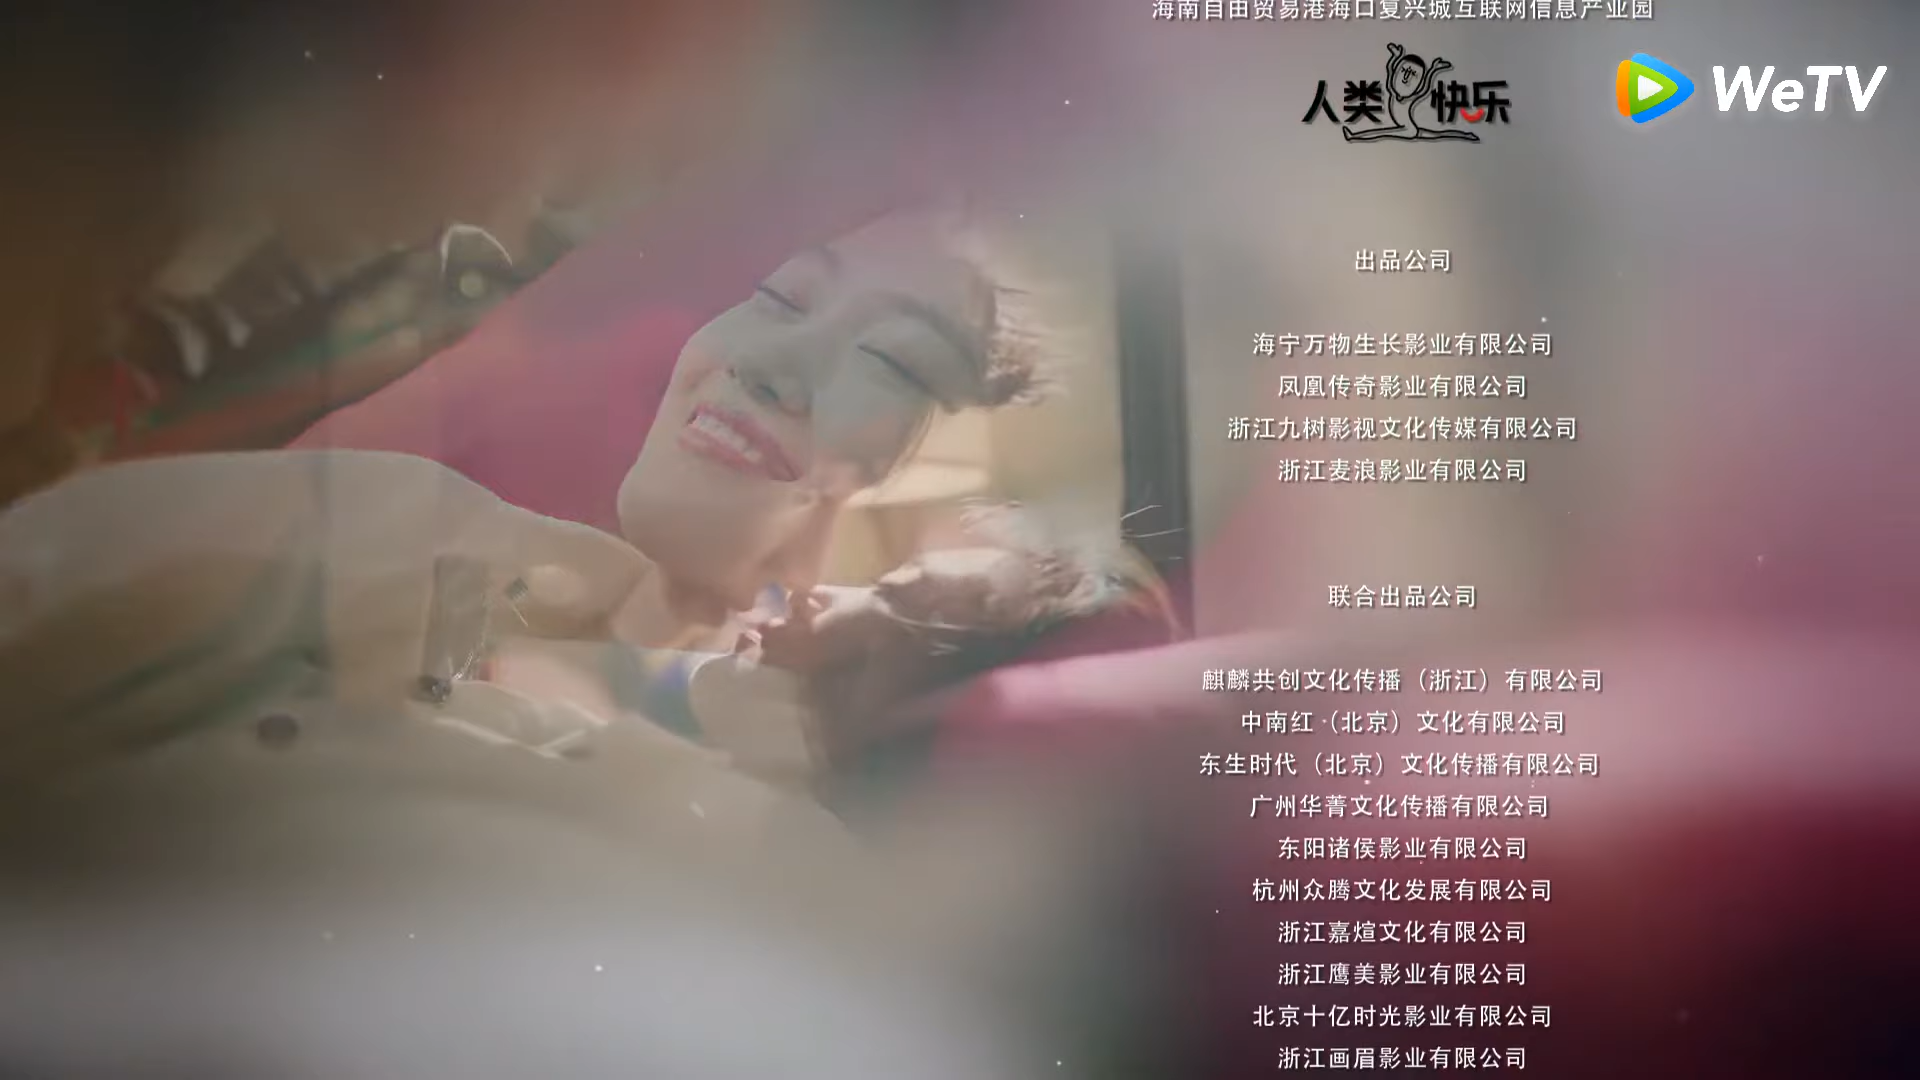 海南自由贸易港海口复兴城互联网信息产业园
人类快乐
WeTV
出品公司
海宁万物生长影业有限公司
凤凰传奇影业有限公司
浙江九树影视文化传媒有限公司
浙江麦浪影业有限公司
联合出品公司
麒麟共创文化传播（浙江）有限公司
中南红（北京）文化有限公司
东生时代（北京）文化传播有限公司
广州华菁文化传播有限公司
东阳诸侯影业有限公司
杭州众腾文化发展有限公司
浙江嘉煊文化有限公司
浙江鹰美影业有限公司
北京十亿时光影业有限公司
浙江画眉影业有限公司